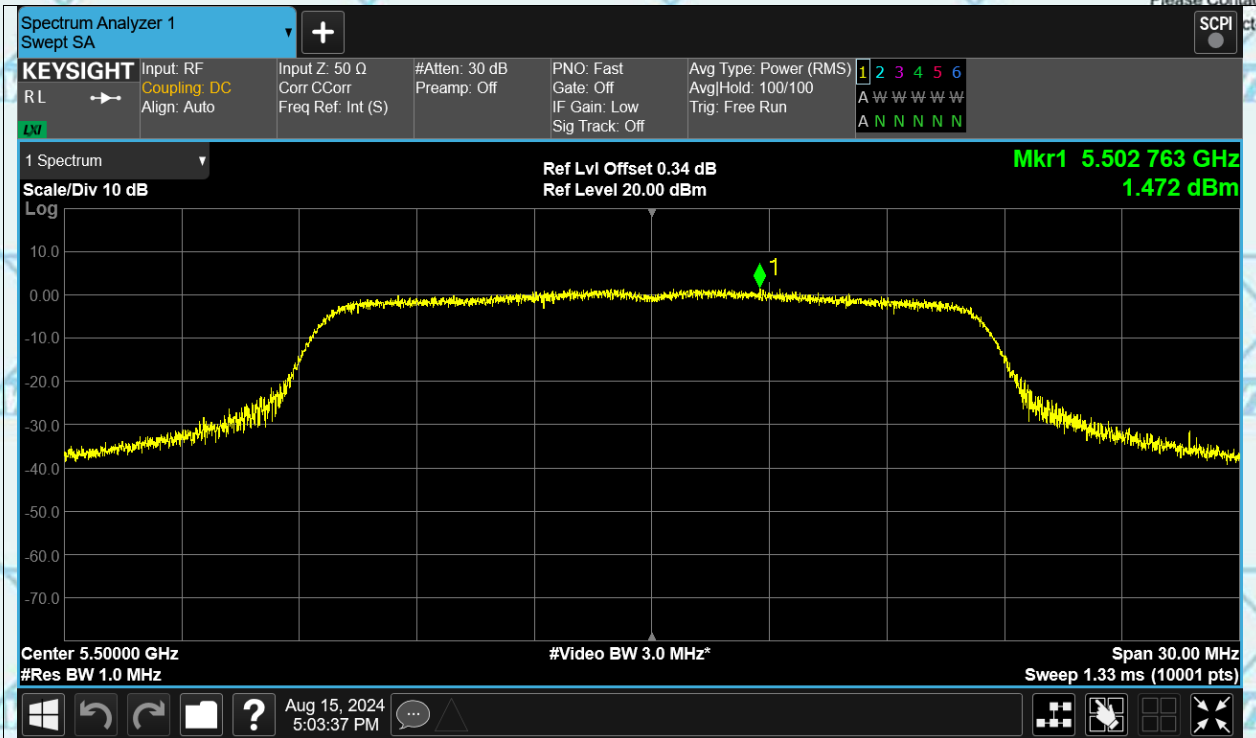 Please Conta
Spectrum Analyzer 1
Swept SA
+
SCPI
KEYSIGHT
RL
LXI
Input: RF
Coupling: DC
Align: Auto
Input Z: 50 Ω
Corr CCorr
Freq Ref: Int (S)
#Atten: 30 dB
Preamp: Off
PNO: Fast
Gate: Off
IF Gain: Low
Sig Track: Off
Avg Type: Power (RMS)
Avg|Hold: 100/100
Trig: Free Run
1 2 3 4 5 6
A W W W W W
A N N N N N
1 Spectrum
Scale/Div 10 dB
Log
Ref Lvl Offset 0.34 dB
Ref Level 20.00 dBm
Mkr1 5.502 763 GHz
1.472 dBm
10.0
1
0.00
-10.0
-20.0
-30.0
-40.0
-50.0
-60.0
-70.0
Center 5.50000 GHz
#Video BW 3.0 MHz*
Span 30.00 MHz
#Res BW 1.0 MHz
Sweep 1.33 ms (10001 pts)
?
Aug 15, 2024
5:03:37 PM